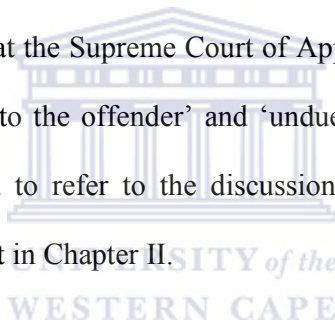 at the Supreme Court of App
to the offender' and 'undue
to refer to the discussion
t in Chapter II.
UNIVERSITY of the
WESTERN CAPE